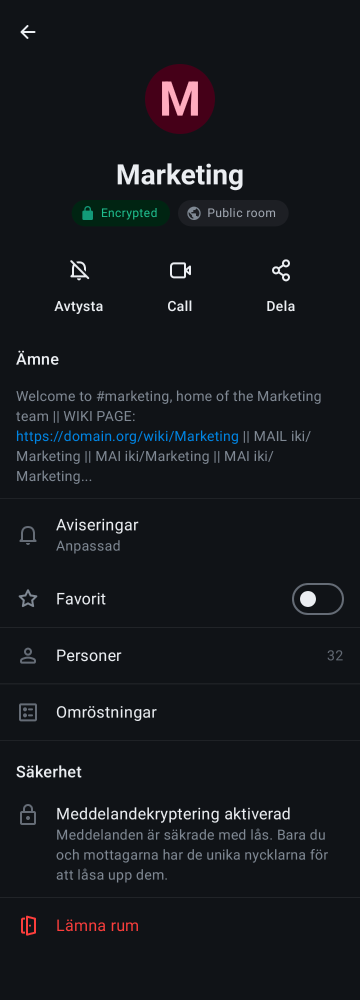 M
Marketing
Encrypted
Public room
Avtysta
Call
Dela
Ämne
Welcome to #marketing, home of the Marketing
team || WIKI PAGE:
https://domain.org/wiki/Marketing || MAIL iki/
Marketing || MAI iki/Marketing || MAI iki/
Marketing...
Aviseringar
Anpassad
Favorit
Personer
32
Omröstningar
Säkerhet
Meddelandekryptering aktiverad
Meddelanden är säkrade med lås. Bara du
och mottagarna har de unika nycklarna för
att låsa upp dem.
Lämna rum